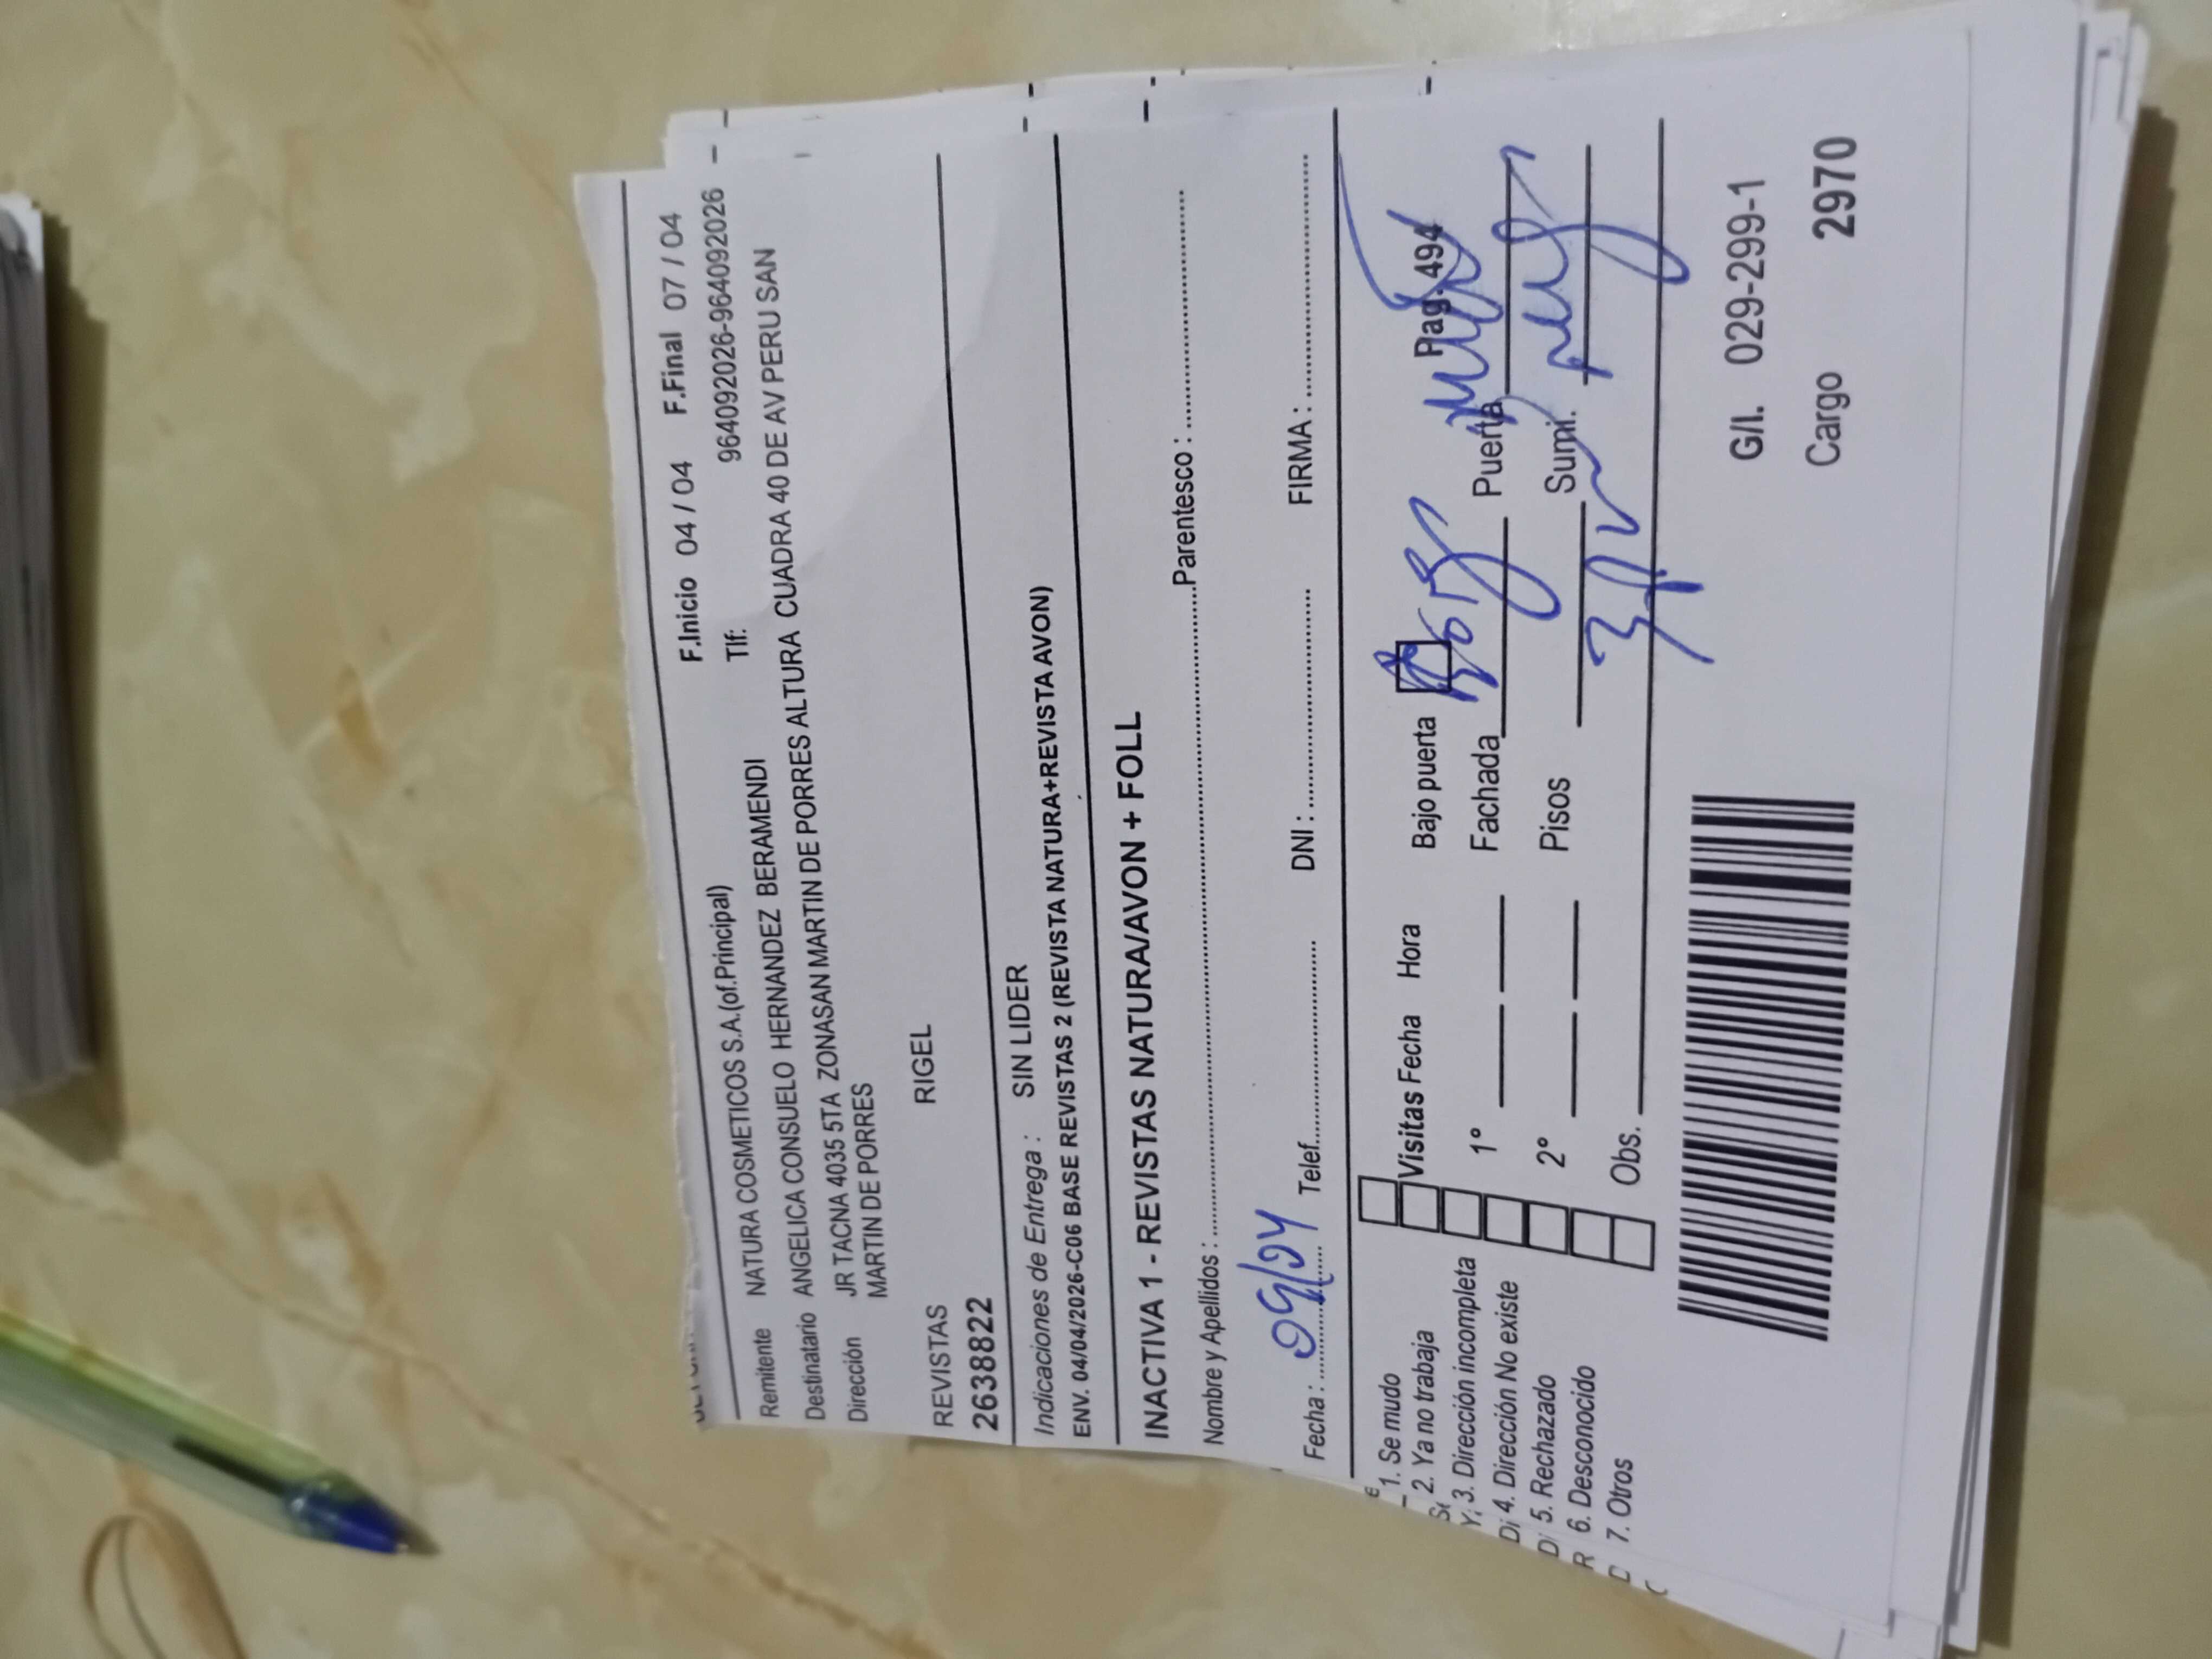 F.Inicio 04 / 04 F.Final 07 / 04
Remitente NATURA COSMETICOS S.A.(of.Principal) Tlf: 964092026-964092026
Destinatario ANGELICA CONSUELO HERNANDEZ BERAMENDI
Dirección JR TACNA 4035 5TA ZONASAN MARTIN DE PORRES ALTURA CUADRA 40 DE AV PERU SAN
MARTIN DE PORRES
REVISTAS RIGEL
26388822
Indicaciones de Entrega : SIN LIDER
ENV. 04/04/2026-C06 BASE REVISTAS 2 (REVISTA NATURA+REVISTA AVON)
INACTIVA 1 - REVISTAS NATURA/AVON + FOLL
Nombre y Apellidos : Parentesco :
Fecha : Telef. DNI : FIRMA :
1. Se mudo
2. Ya no trabaja
3. Dirección incompleta
4. Dirección No existe
5. Rechazado
6. Desconocido
7. Otros
Visitas Fecha Hora Bajo puerta Pag. 494
1° Fachada Puerta
2° Pisos Sumi.
Obs.
G/I. 029-299-1
Cargo 2970